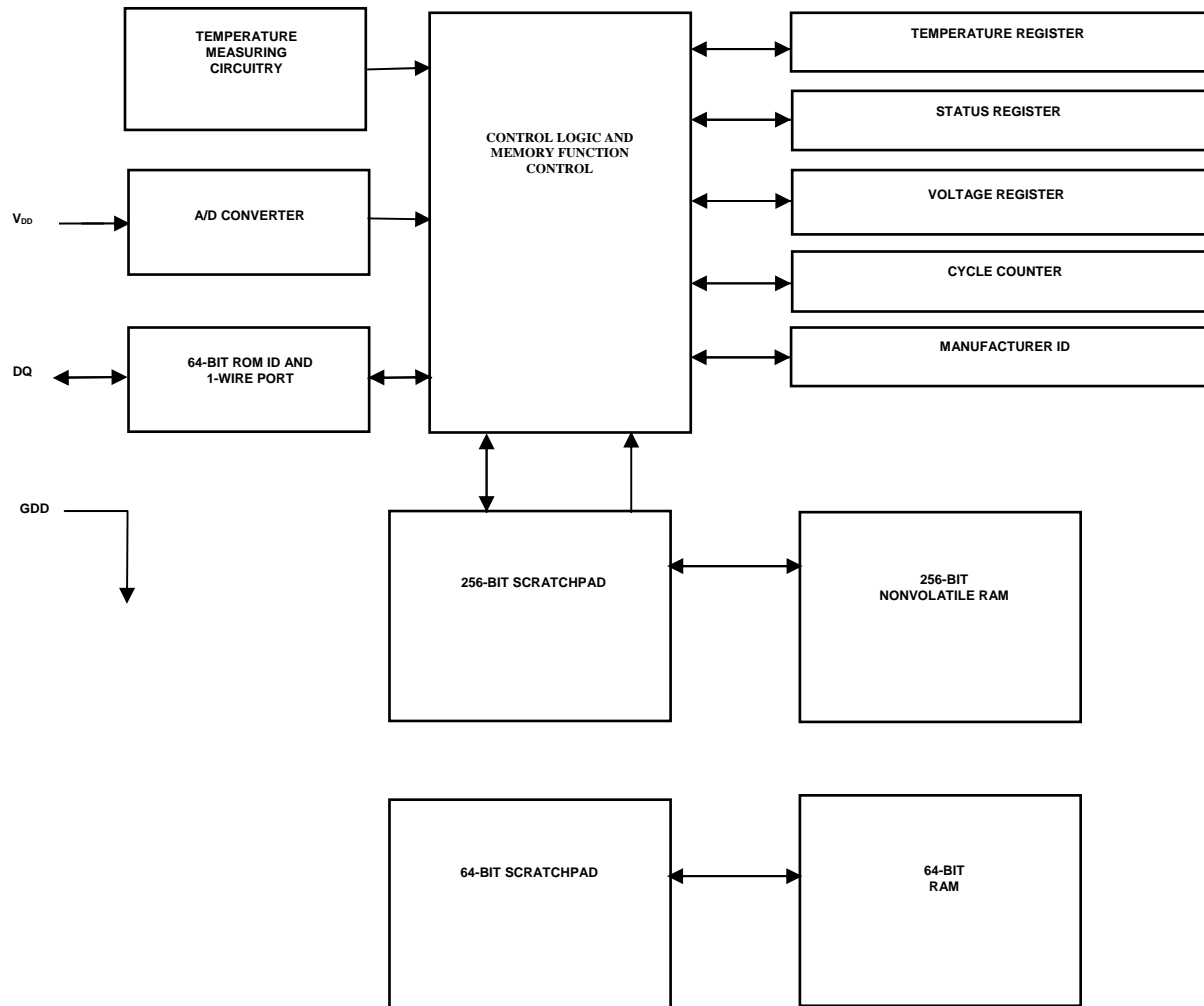 TEMPERATURE
MEASURING
CIRCUITRY
CONTROL LOGIC AND
MEMORY FUNCTION
CONTROL
TEMPERATURE REGISTER
STATUS REGISTER
VOLTAGE REGISTER
CYCLE COUNTER
MANUFACTURER ID
VDD
A/D CONVERTER
DQ
64-BIT ROM ID AND
1-WIRE PORT
GDD
256-BIT SCRATCHPAD
256-BIT
NONVOLATILE RAM
64-BIT SCRATCHPAD
64-BIT
RAM